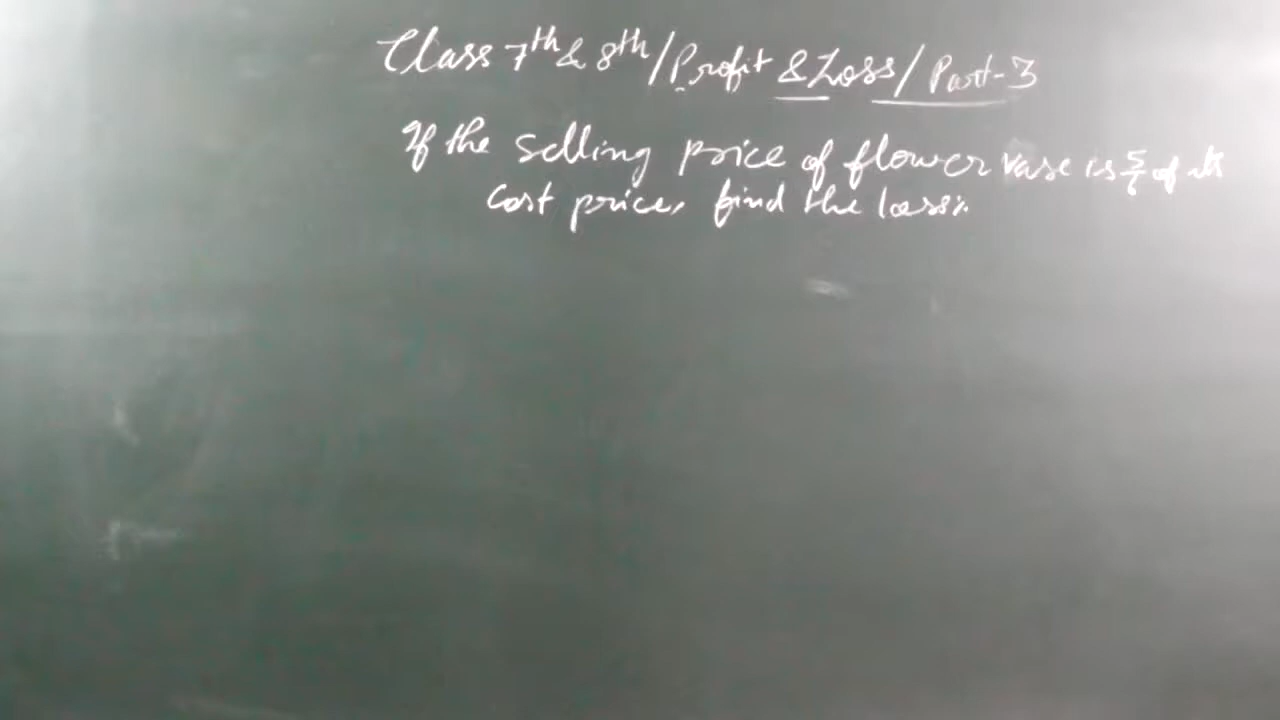 Class 7th & 8th / Profit & Loss / Part-3
If the selling price of flower vase is 5/6 of its
cost price, find the loss%